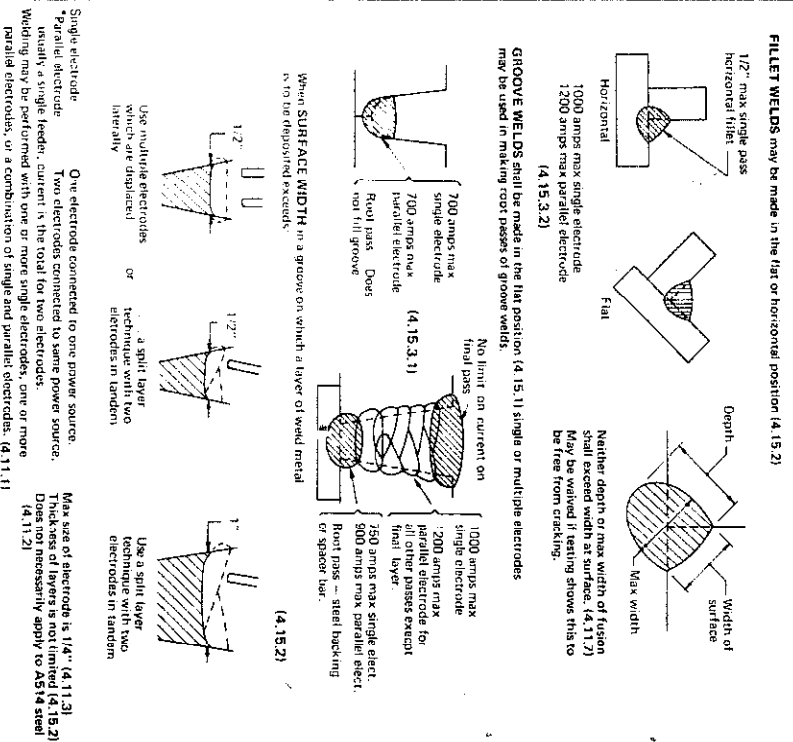 FILLET WELDS may be made in the flat or horizontal position (4.15.2)
1/2" max single pass
horizontal fillet
Horizontal
1000 amps max single electrode
1200 amps max parallel electrode
(4.15.3.2)
Flat
Depth
Width of
surface
Max width
Neither depth or max width of fusion
shall exceed width at surface. (4.11.7)
May be waived if testing shows this to
be free from cracking.
GROOVE WELDS shall be made in the flat position (4.15.1) single or multiple electrodes
may be used in making root passes of groove welds.
700 amps max
single electrode
700 amps max
parallel electrode
Root pass Does
not fill groove
(4.15.3.1)
No limit on current on
final pass
1000 amps max
single electrode
1200 amps max
parallel electrode for
all other passes except
final layer.
750 amps max single elect.
900 amps max parallel elect.
Root pass – steel backing
or spacer bar.
When SURFACE WIDTH in a groove on which a layer of weld metal
is to be deposited exceeds:
(4.15.2)
1/2"
Use multiple electrodes
which are displaced
laterally
or
1/2"
a split layer
technique with two
eletrodes in tandem
1"
Use a split layer
technique with two
electrodes in tandem
Single electrode One electrode connected to one power source.
*Parallel electrode Two electrodes connected to same power source,
usually a single feeder, current is the total for two electrodes.
Welding may be performed with one or more single electrodes, one or more
parallel electrodes, or a combination of single and parallel electrodes. (4.11.1)
Max size of electrode is 1/4" (4.11.3)
Thickness of layers is not limited (4.15.2)
Does not necessarily apply to A514 steel
(4.11.2)